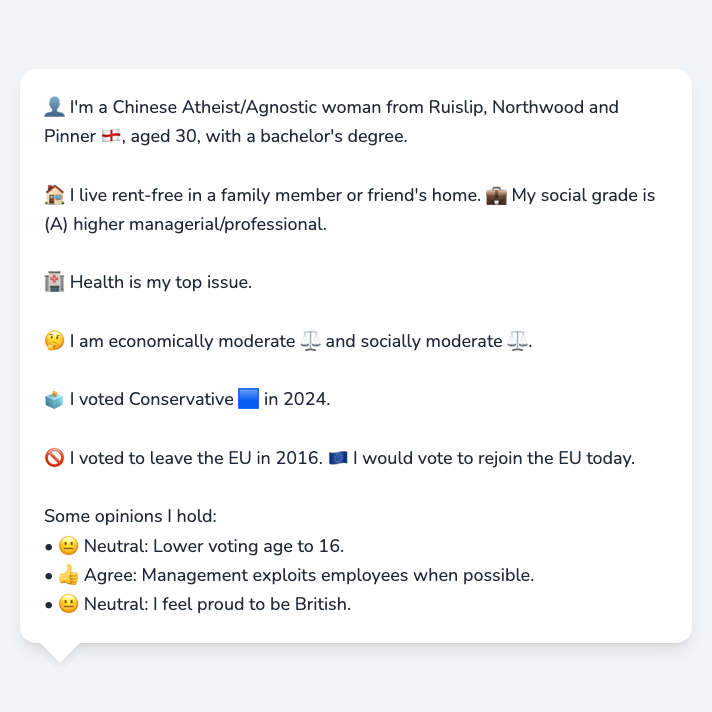 👤 I'm a Chinese Atheist/Agnostic woman from Ruislip, Northwood and
Pinner 🏴󠁧󠁢󠁥󠁮󠁧󠁿, aged 30, with a bachelor's degree.
🏠 I live rent-free in a family member or friend's home. 💼 My social grade is
(A) higher managerial/professional.
🏥 Health is my top issue.
🤔 I am economically moderate ⚖️ and socially moderate ⚖️.
🗳️ I voted Conservative 🟦 in 2024.
🚫 I voted to leave the EU in 2016. 🇪🇺 I would vote to rejoin the EU today.
Some opinions I hold:
• 😐 Neutral: Lower voting age to 16.
• 👍 Agree: Management exploits employees when possible.
• 😐 Neutral: I feel proud to be British.